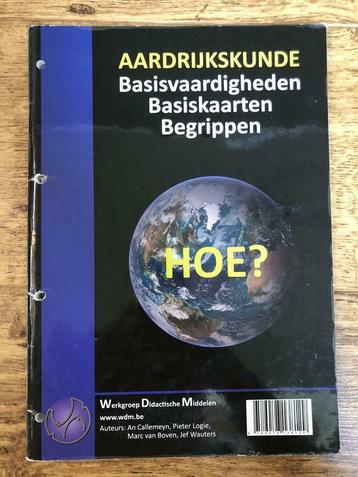 AARDRIJKSKUNDE
Basisvaardigheden
Basiskaarten
Begrippen
HOE?
Werkgroep Didactische Middelen
www.wdm.be
Auteurs: An Callemeyn, Pieter Logie,
Marc van Boven, Jef Wauters